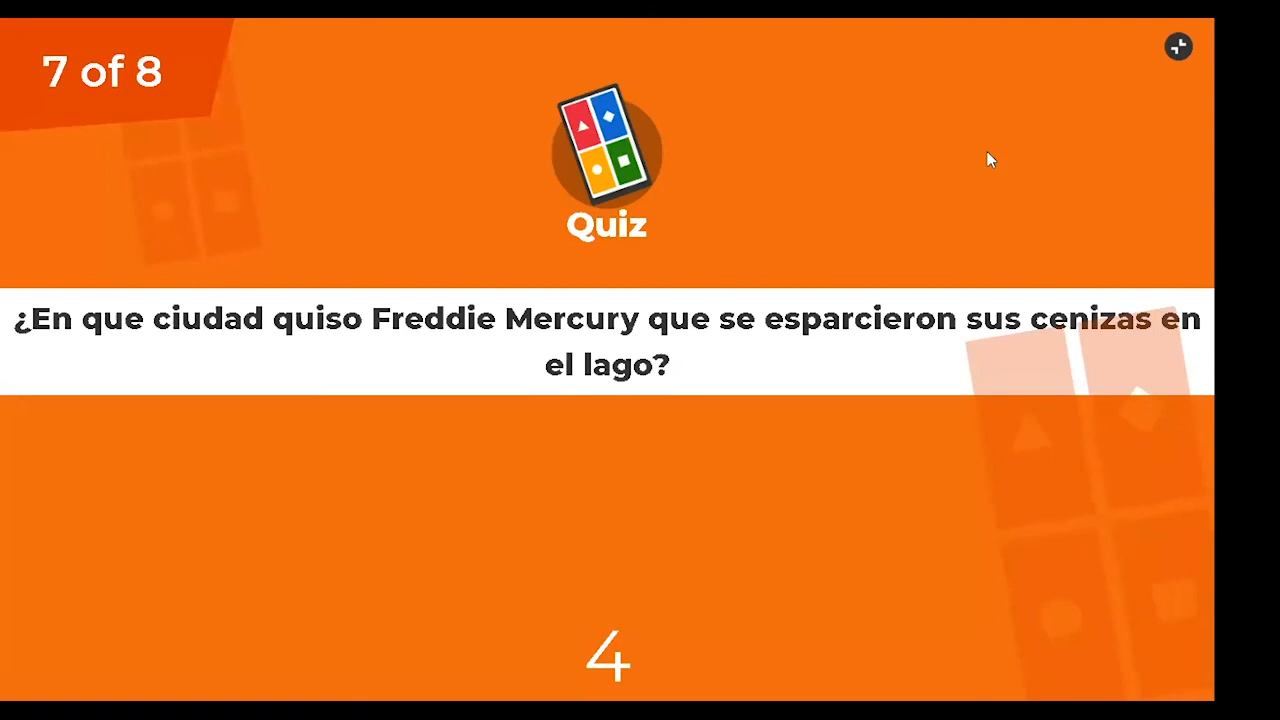 7 of 8
Quiz
¿En que ciudad quiso Freddie Mercury que se esparcieron sus cenizas en
el lago?
4